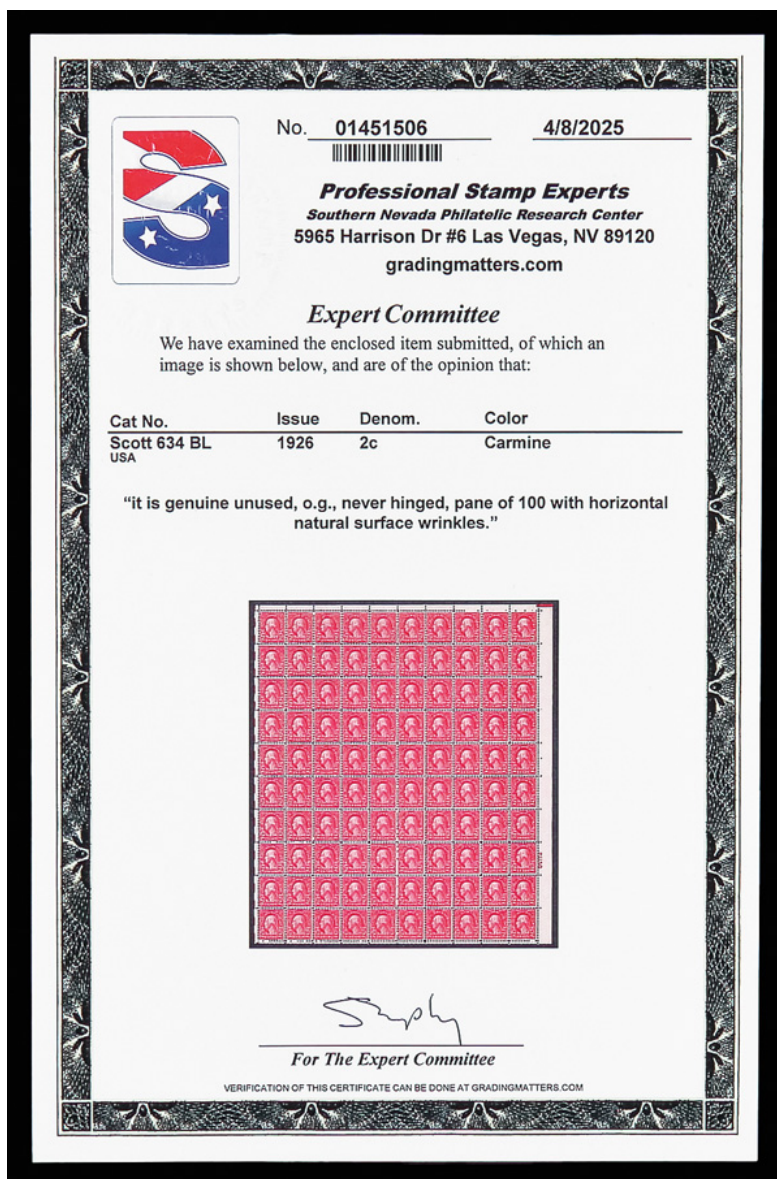 No. 01451506 4/8/2025
Professional Stamp Experts
Southern Nevada Philatelic Research Center
5965 Harrison Dr #6 Las Vegas, NV 89120
gradingmatters.com
Expert Committee
We have examined the enclosed item submitted, of which an
image is shown below, and are of the opinion that:
Cat No. Issue Denom. Color
Scott 634 BL 1926 2c Carmine
USA
“it is genuine unused, o.g., never hinged, pane of 100 with horizontal
natural surface wrinkles.”
For The Expert Committee
VERIFICATION OF THIS CERTIFICATE CAN BE DONE AT GRADINGMATTERS.COM